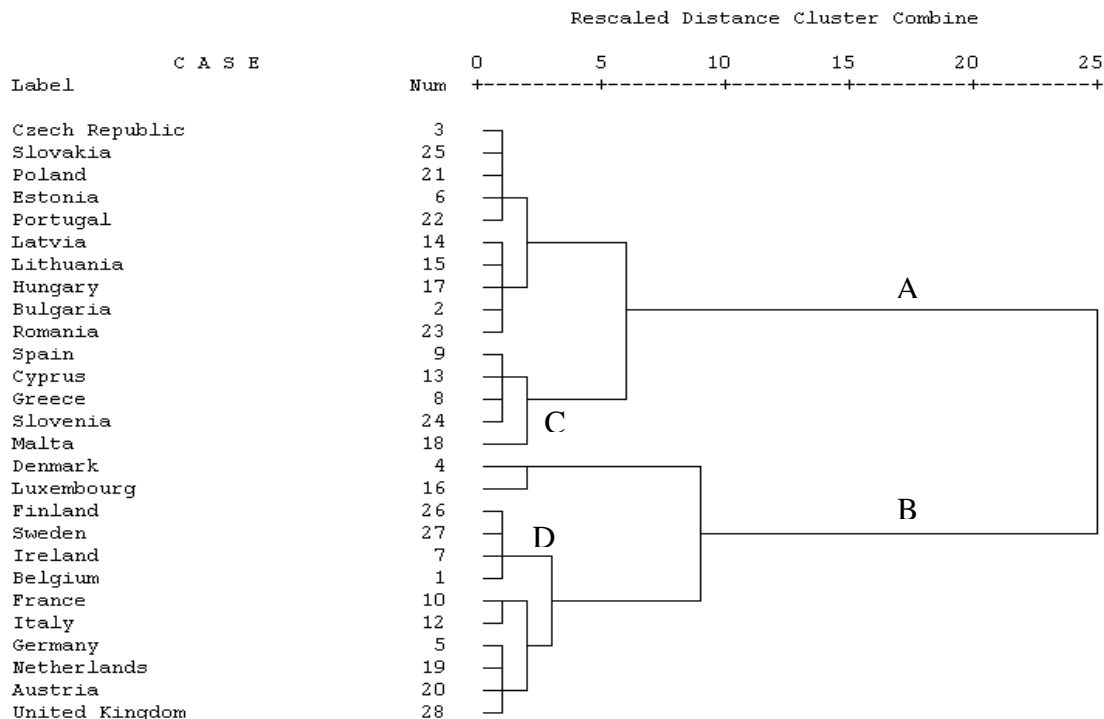 Rescaled Distance Cluster Combine
C A S E 0 5 10 15 20 25
Label Num +---------+---------+---------+---------+---------+
Czech Republic 3
Slovakia 25
Poland 21
Estonia 6
Portugal 22
Latvia 14
Lithuania 15
Hungary 17
A
Bulgaria 2
Romania 23
Spain 9
Cyprus 13
Greece 8
Slovenia 24
C
Malta 18
Denmark 4
Luxembourg 16
Finland 26
B
Sweden 27
D
Ireland 7
Belgium 1
France 10
Italy 12
Germany 5
Netherlands 19
Austria 20
United Kingdom 28